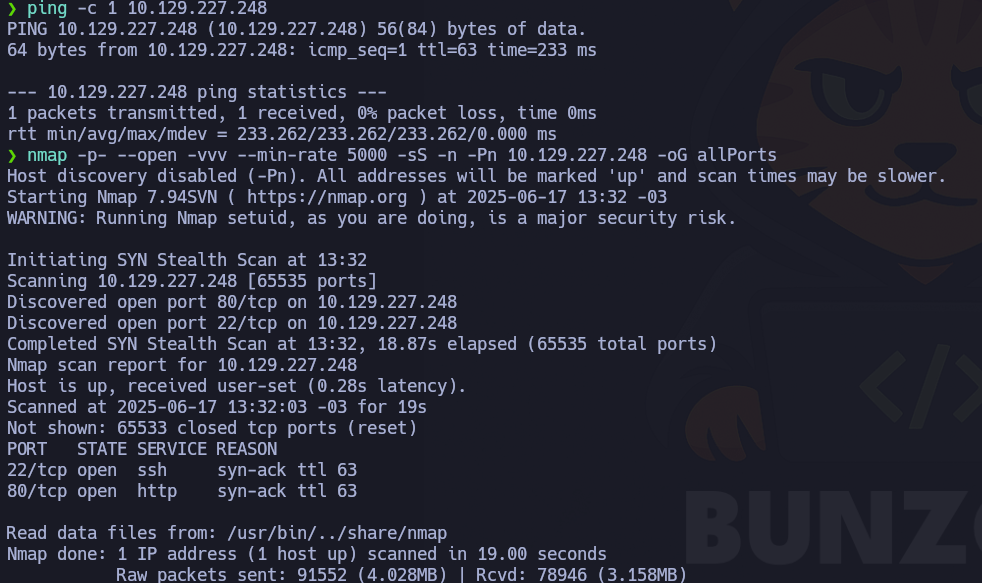 ❯ ping -c 1 10.129.227.248
PING 10.129.227.248 (10.129.227.248) 56(84) bytes of data.
64 bytes from 10.129.227.248: icmp_seq=1 ttl=63 time=233 ms

--- 10.129.227.248 ping statistics ---
1 packets transmitted, 1 received, 0% packet loss, time 0ms
rtt min/avg/max/mdev = 233.262/233.262/233.262/0.000 ms
❯ nmap -p- --open -vvv --min-rate 5000 -sS -n -Pn 10.129.227.248 -oG allPorts
Host discovery disabled (-Pn). All addresses will be marked 'up' and scan times may be slower.
Starting Nmap 7.94SVN ( https://nmap.org ) at 2025-06-17 13:32 -03
WARNING: Running Nmap setuid, as you are doing, is a major security risk.

Initiating SYN Stealth Scan at 13:32
Scanning 10.129.227.248 [65535 ports]
Discovered open port 80/tcp on 10.129.227.248
Discovered open port 22/tcp on 10.129.227.248
Completed SYN Stealth Scan at 13:32, 18.87s elapsed (65535 total ports)
Nmap scan report for 10.129.227.248
Host is up, received user-set (0.28s latency).
Scanned at 2025-06-17 13:32:03 -03 for 19s
Not shown: 65533 closed tcp ports (reset)
PORT   STATE SERVICE REASON
22/tcp open  ssh     syn-ack ttl 63
80/tcp open  http    syn-ack ttl 63

Read data files from: /usr/bin/../share/nmap
Nmap done: 1 IP address (1 host up) scanned in 19.00 seconds
Raw packets sent: 91552 (4.028MB) | Rcvd: 78946 (3.158MB)
</>
BUNZ